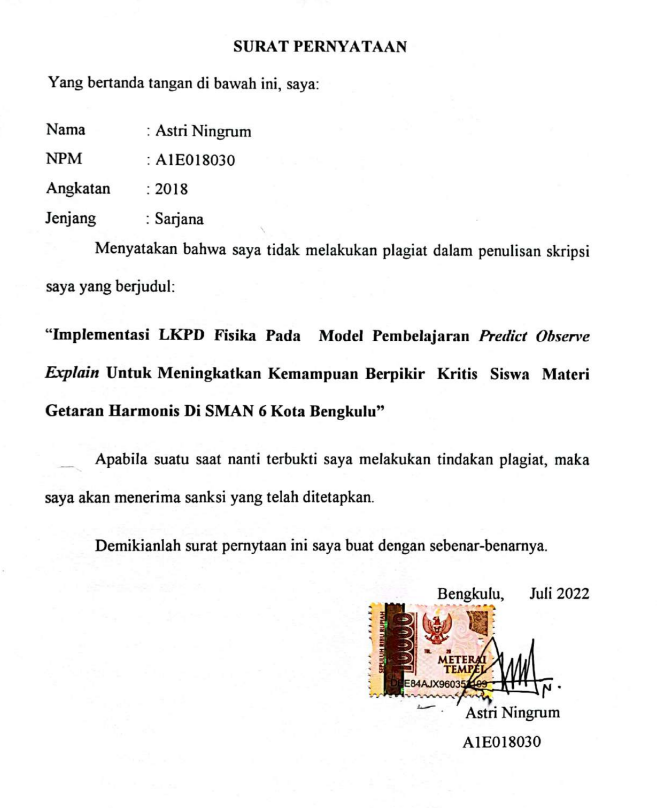 SURAT PERNYATAAN
Yang bertanda tangan di bawah ini, saya:
Nama : Astri Ningrum
NPM : A1E018030
Angkatan : 2018
Jenjang : Sarjana
Menyatakan bahwa saya tidak melakukan plagiat dalam penulisan skripsi
saya yang berjudul:
“Implementasi LKPD Fisika Pada Model Pembelajaran Predict Observe
Explain Untuk Meningkatkan Kemampuan Berpikir Kritis Siswa Materi
Getaran Harmonis Di SMAN 6 Kota Bengkulu”
Apabila suatu saat nanti terbukti saya melakukan tindakan plagiat, maka
saya akan menerima sanksi yang telah ditetapkan.
Demikianlah surat pernytaan ini saya buat dengan sebenar-benarnya.
Bengkulu, Juli 2022
SEPULUH RIBU RUPIAH
10000
METERAI
TEMPEL
Astri Ningrum
A1E018030